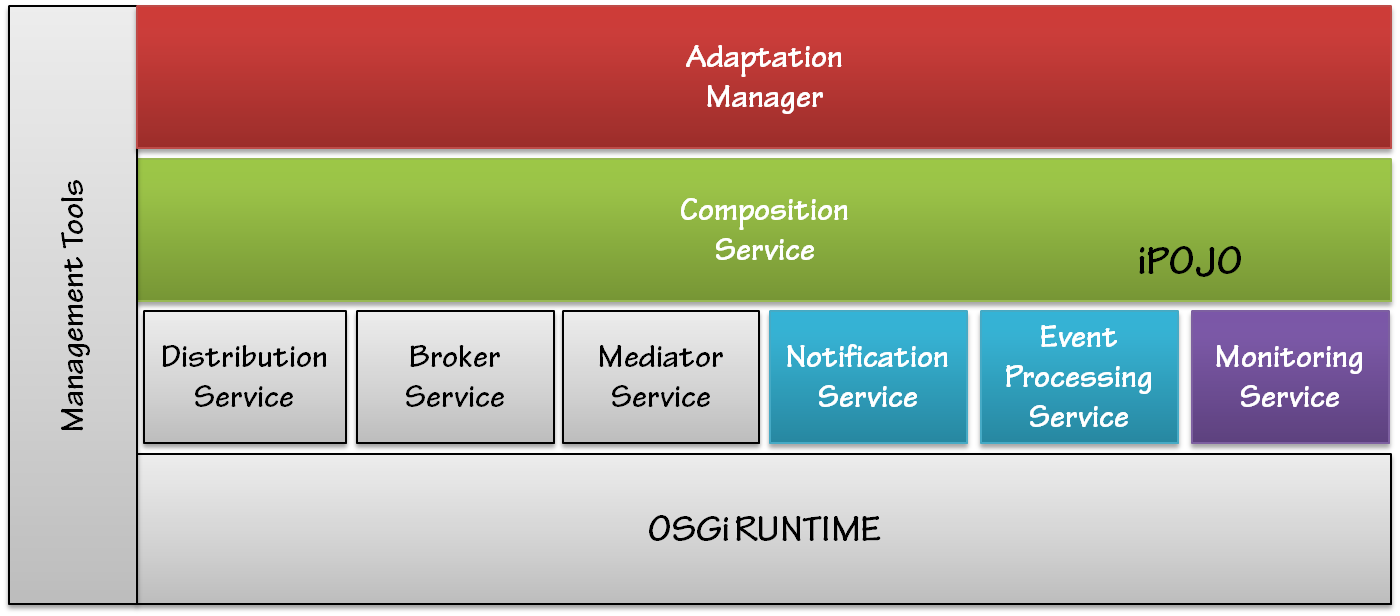 Management Tools
Adaptation
Manager
Composition
Service
iPOJO
Distribution
Service
Broker
Service
Mediator
Service
Notification
Service
Event
Processing
Service
Monitoring
Service
OSGi RUNTIME